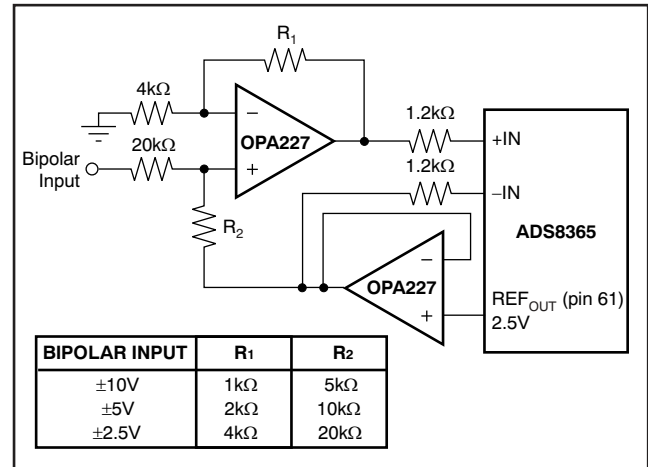 R1
4kΩ
−
OPA227
+
20kΩ
Bipolar
Input
R2
1.2kΩ
+IN
1.2kΩ
−IN
ADS8365
−
OPA227
+
REFOUT (pin 61)
2.5V
BIPOLAR INPUT R1 R2
±10V 1kΩ 5kΩ
±5V 2kΩ 10kΩ
±2.5V 4kΩ 20kΩ